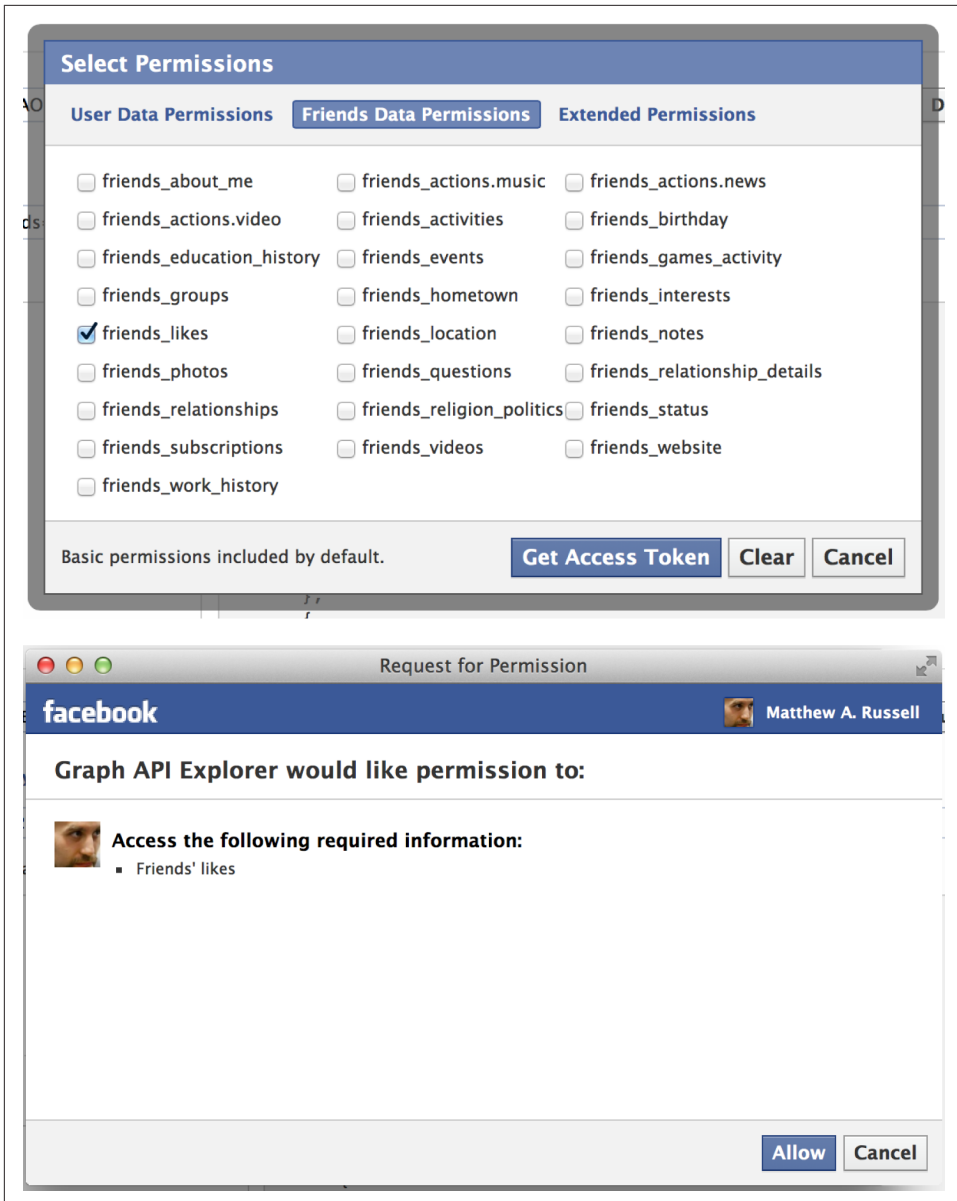 Select Permissions
AO D
User Data Permissions Friends Data Permissions Extended Permissions
friends_about_me friends_actions.music friends_actions.news
ds friends_actions.video friends_activities friends_birthday
friends_education_history friends_events friends_games_activity
friends_groups friends_hometown friends_interests
friends_likes friends_location friends_notes
friends_photos friends_questions friends_relationship_details
friends_relationships friends_religion_politics friends_status
friends_subscriptions friends_videos friends_website
friends_work_history
Basic permissions included by default. Get Access Token Clear Cancel
},
{
Request for Permission
facebook Matthew A. Russell
Graph API Explorer would like permission to:
Access the following required information:
▪ Friends' likes
Allow Cancel